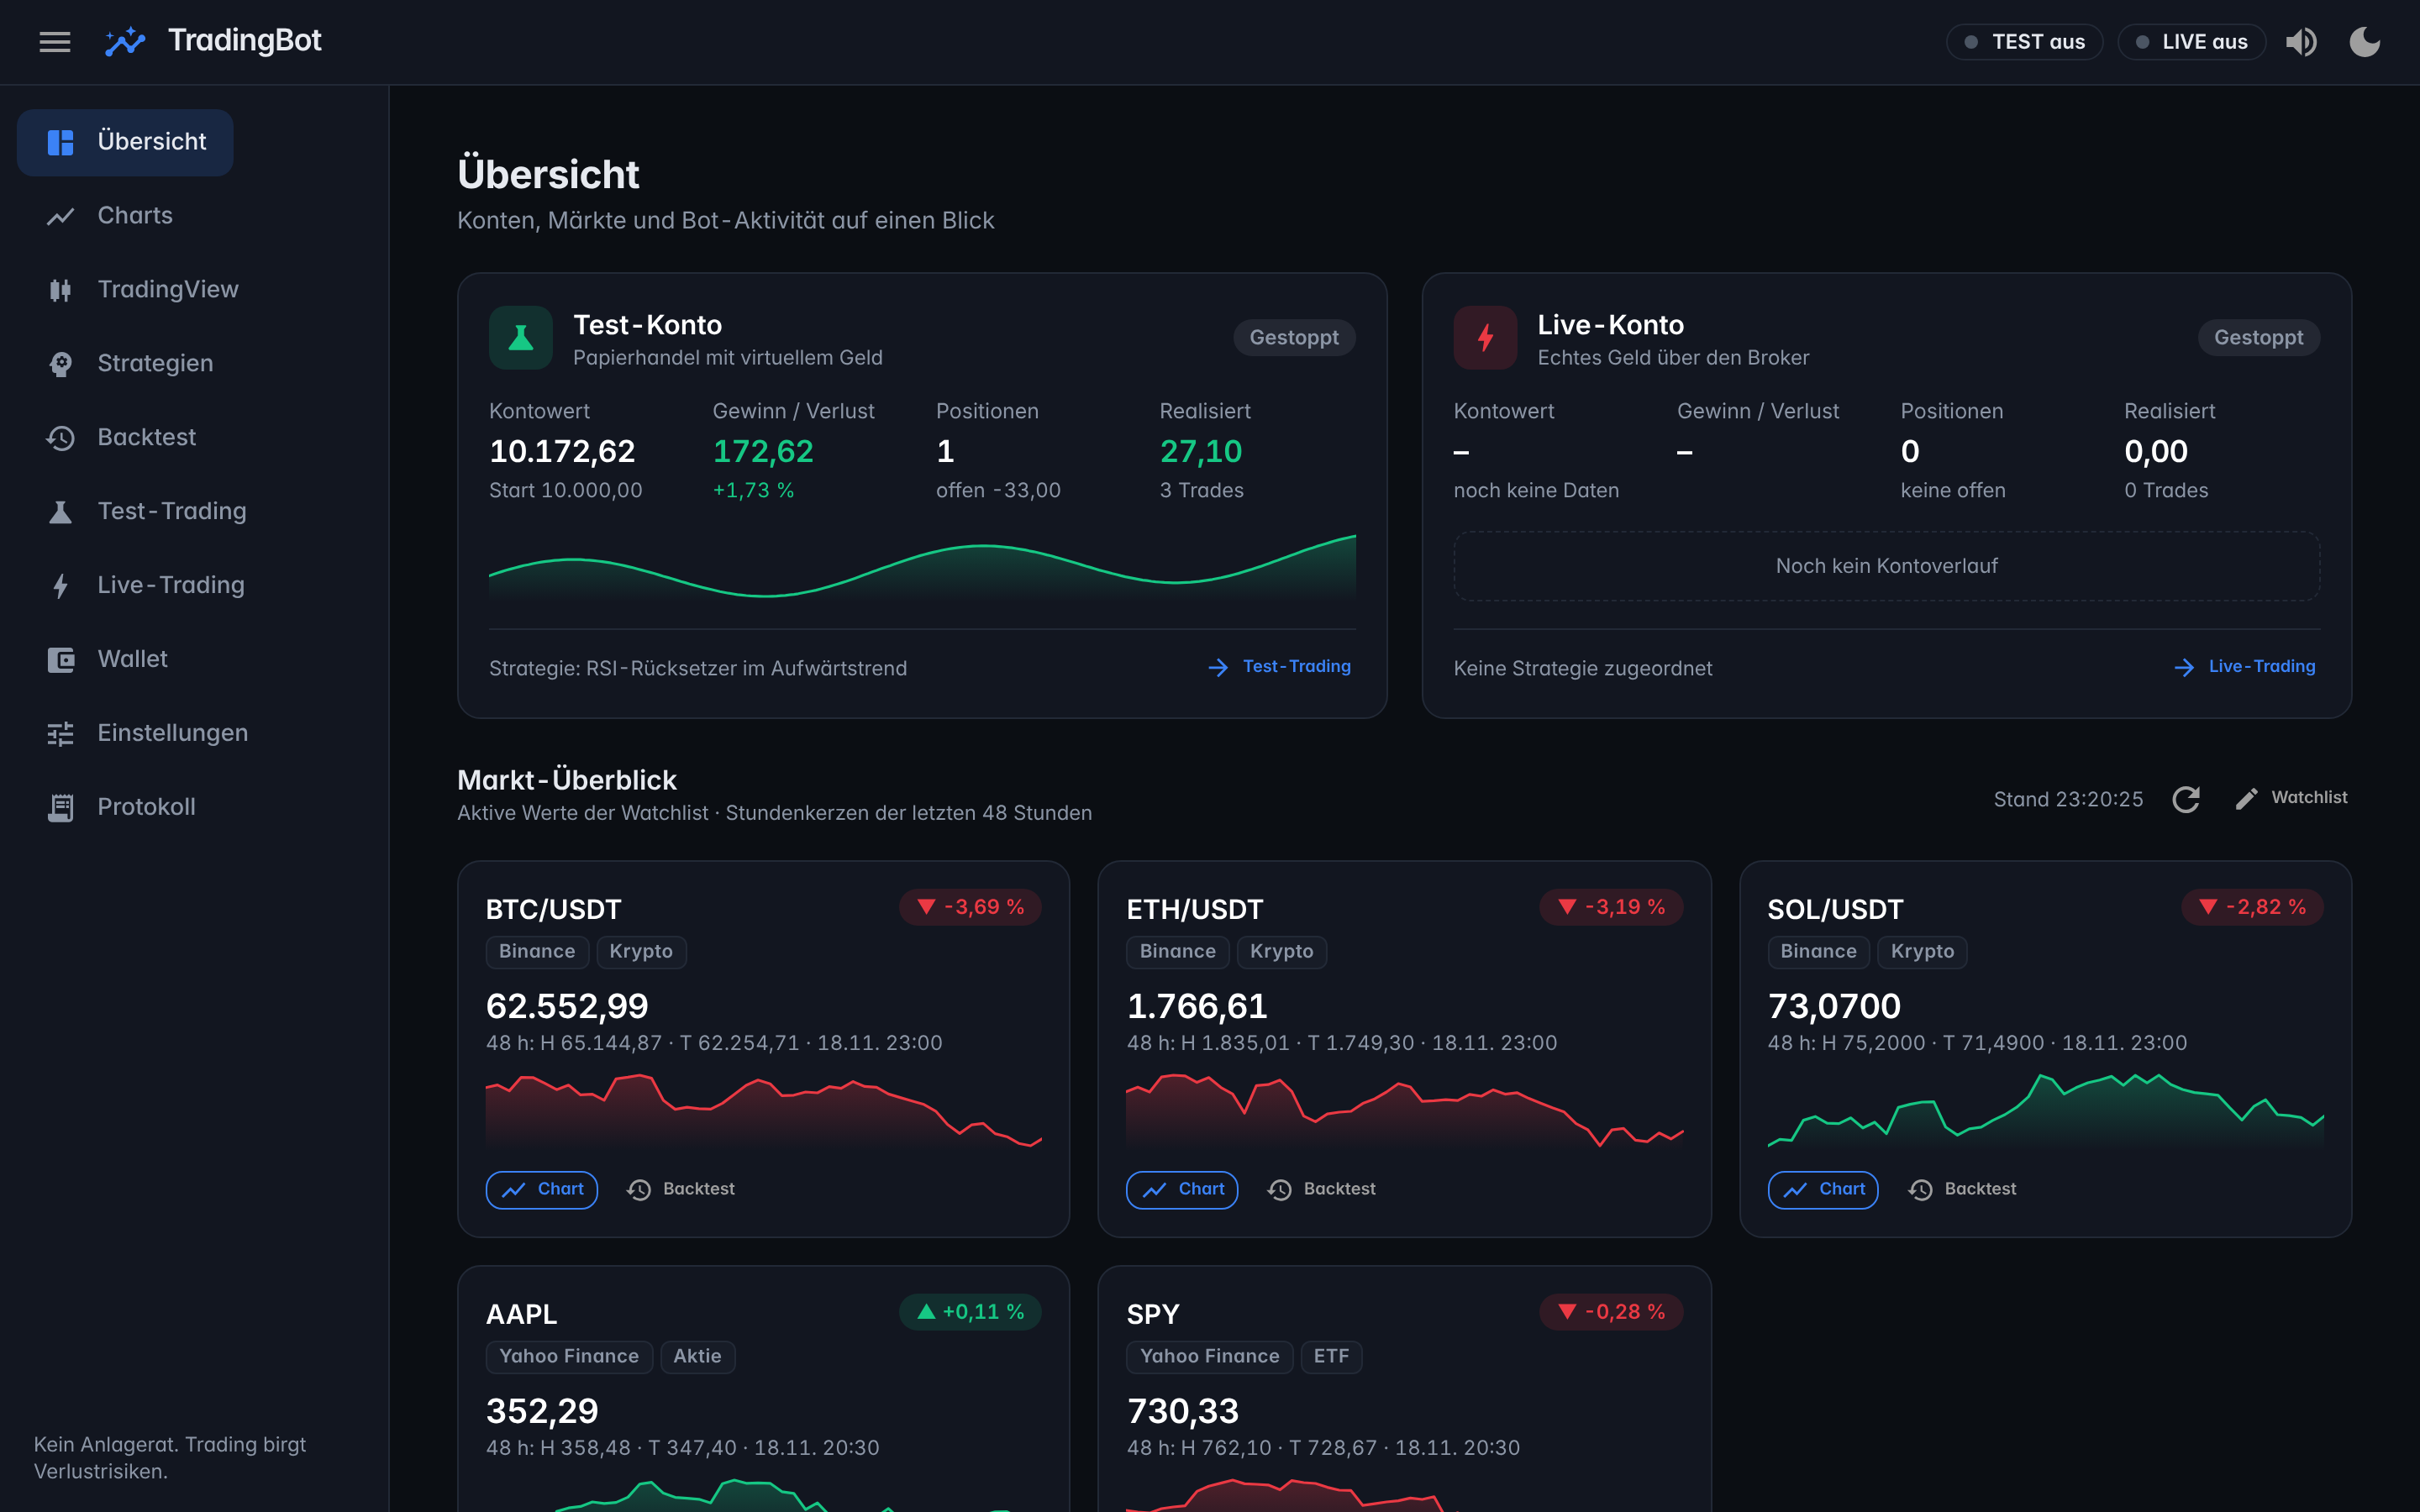 TradingBot
TEST aus
LIVE aus
Übersicht
Charts
TradingView
Strategien
Backtest
Test-Trading
Live-Trading
Wallet
Einstellungen
Protokoll
Kein Anlagerat. Trading birgt
Verlustrisiken.
Übersicht
Konten, Märkte und Bot-Aktivität auf einen Blick
Test-Konto
Papierhandel mit virtuellem Geld
Gestoppt
Kontowert Gewinn / Verlust Positionen Realisiert
10.172,62 172,62 1 27,10
Start 10.000,00 +1,73 % offen -33,00 3 Trades
Strategie: RSI-Rücksetzer im Aufwärtstrend
Test-Trading
Live-Konto
Echtes Geld über den Broker
Gestoppt
Kontowert Gewinn / Verlust Positionen Realisiert
– – 0 0,00
noch keine Daten keine offen 0 Trades
Noch kein Kontoverlauf
Keine Strategie zugeordnet
Live-Trading
Markt-Überblick
Aktive Werte der Watchlist · Stundenkerzen der letzten 48 Stunden
Stand 23:20:25
Watchlist
BTC/USDT
▼ -3,69 %
Binance Krypto
62.552,99
48 h: H 65.144,87 · T 62.254,71 · 18.11. 23:00
Chart Backtest
ETH/USDT
▼ -3,19 %
Binance Krypto
1.766,61
48 h: H 1.835,01 · T 1.749,30 · 18.11. 23:00
Chart Backtest
SOL/USDT
▼ -2,82 %
Binance Krypto
73,0700
48 h: H 75,2000 · T 71,4900 · 18.11. 23:00
Chart Backtest
AAPL
▲ +0,11 %
Yahoo Finance Aktie
352,29
48 h: H 358,48 · T 347,40 · 18.11. 20:30
SPY
▼ -0,28 %
Yahoo Finance ETF
730,33
48 h: H 762,10 · T 728,67 · 18.11. 20:30